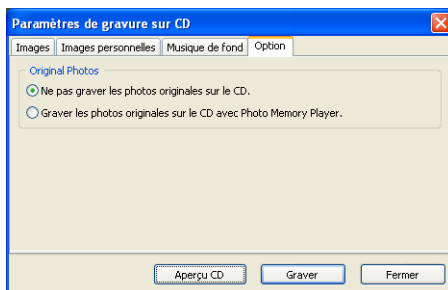 Paramètres de gravure sur CD
Images Images personnelles Musique de fond Option
Original Photos
Ne pas graver les photos originales sur le CD.
Graver les photos originales sur le CD avec Photo Memory Player.
Aperçu CD Graver Fermer